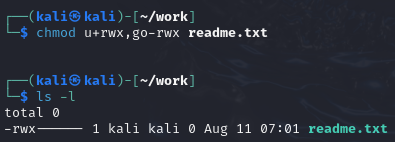 ┌──(kali㉿kali)-[~/work]
└─$ chmod u+rwx,go-rwx readme.txt
┌──(kali㉿kali)-[~/work]
└─$ ls -l
total 0
-rwx------ 1 kali kali 0 Aug 11 07:01 readme.txt